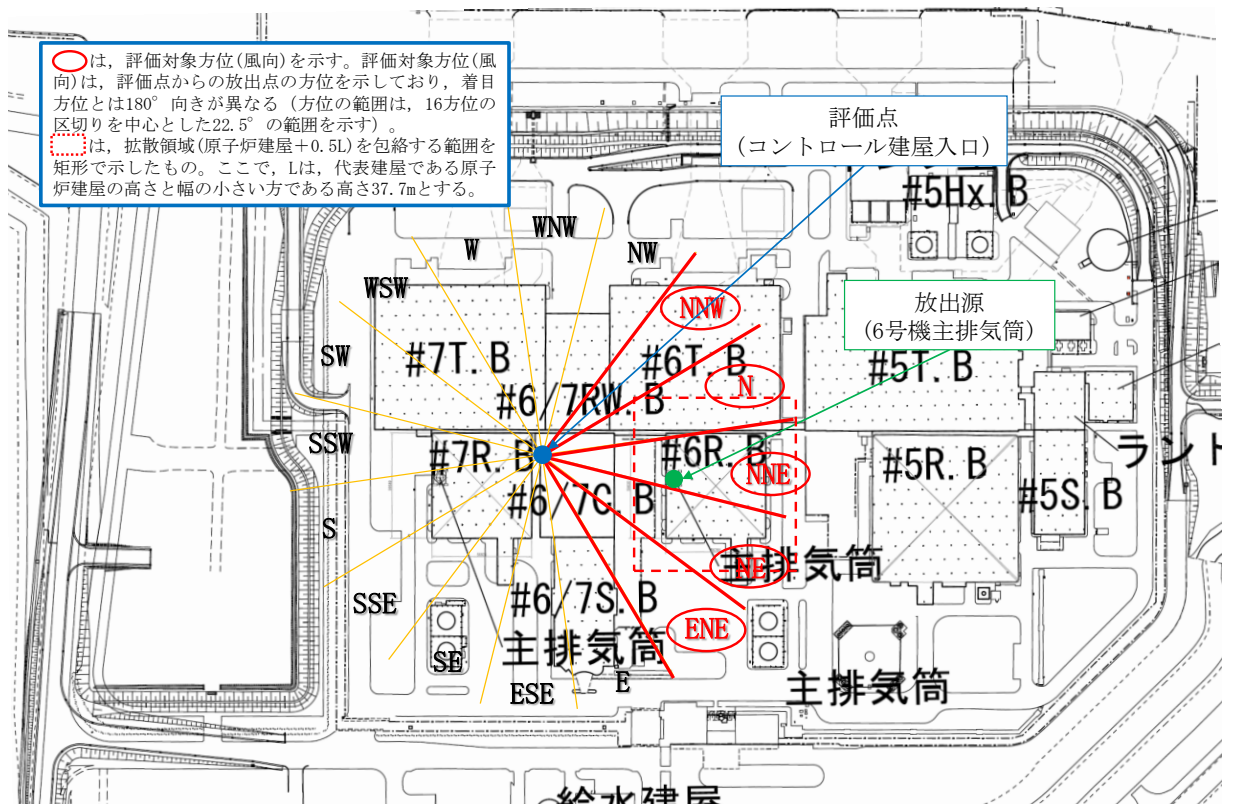 は，評価対象方位(風向)を示す。評価対象方位(風
向)は，評価点からの放出点の方位を示しており，着目
方位とは180°向きが異なる（方位の範囲は，16方位の
区切りを中心とした22.5°の範囲を示す）。
は，拡散領域(原子炉建屋＋0.5L)を包絡する範囲を
矩形で示したもの。ここで，Lは，代表建屋である原子
炉建屋の高さと幅の小さい方である高さ37.7mとする。
評価点
（コントロール建屋入口）
#5Hx. B
WNW
W
NW
WSW
放出源
（6号機主排気筒）
NNW
SW
#7T. B
#6T. B
#5T. B
N
#6/7RW. B
SSW
#7R. B
#6R. B
NNE
#5R. B
ラント
#6/7C. B
#5S. B
S
主排気筒
NE
SSE
#6/7S. B
ENE
主排気筒
SE
E
ESE
主排気筒
給水建屋